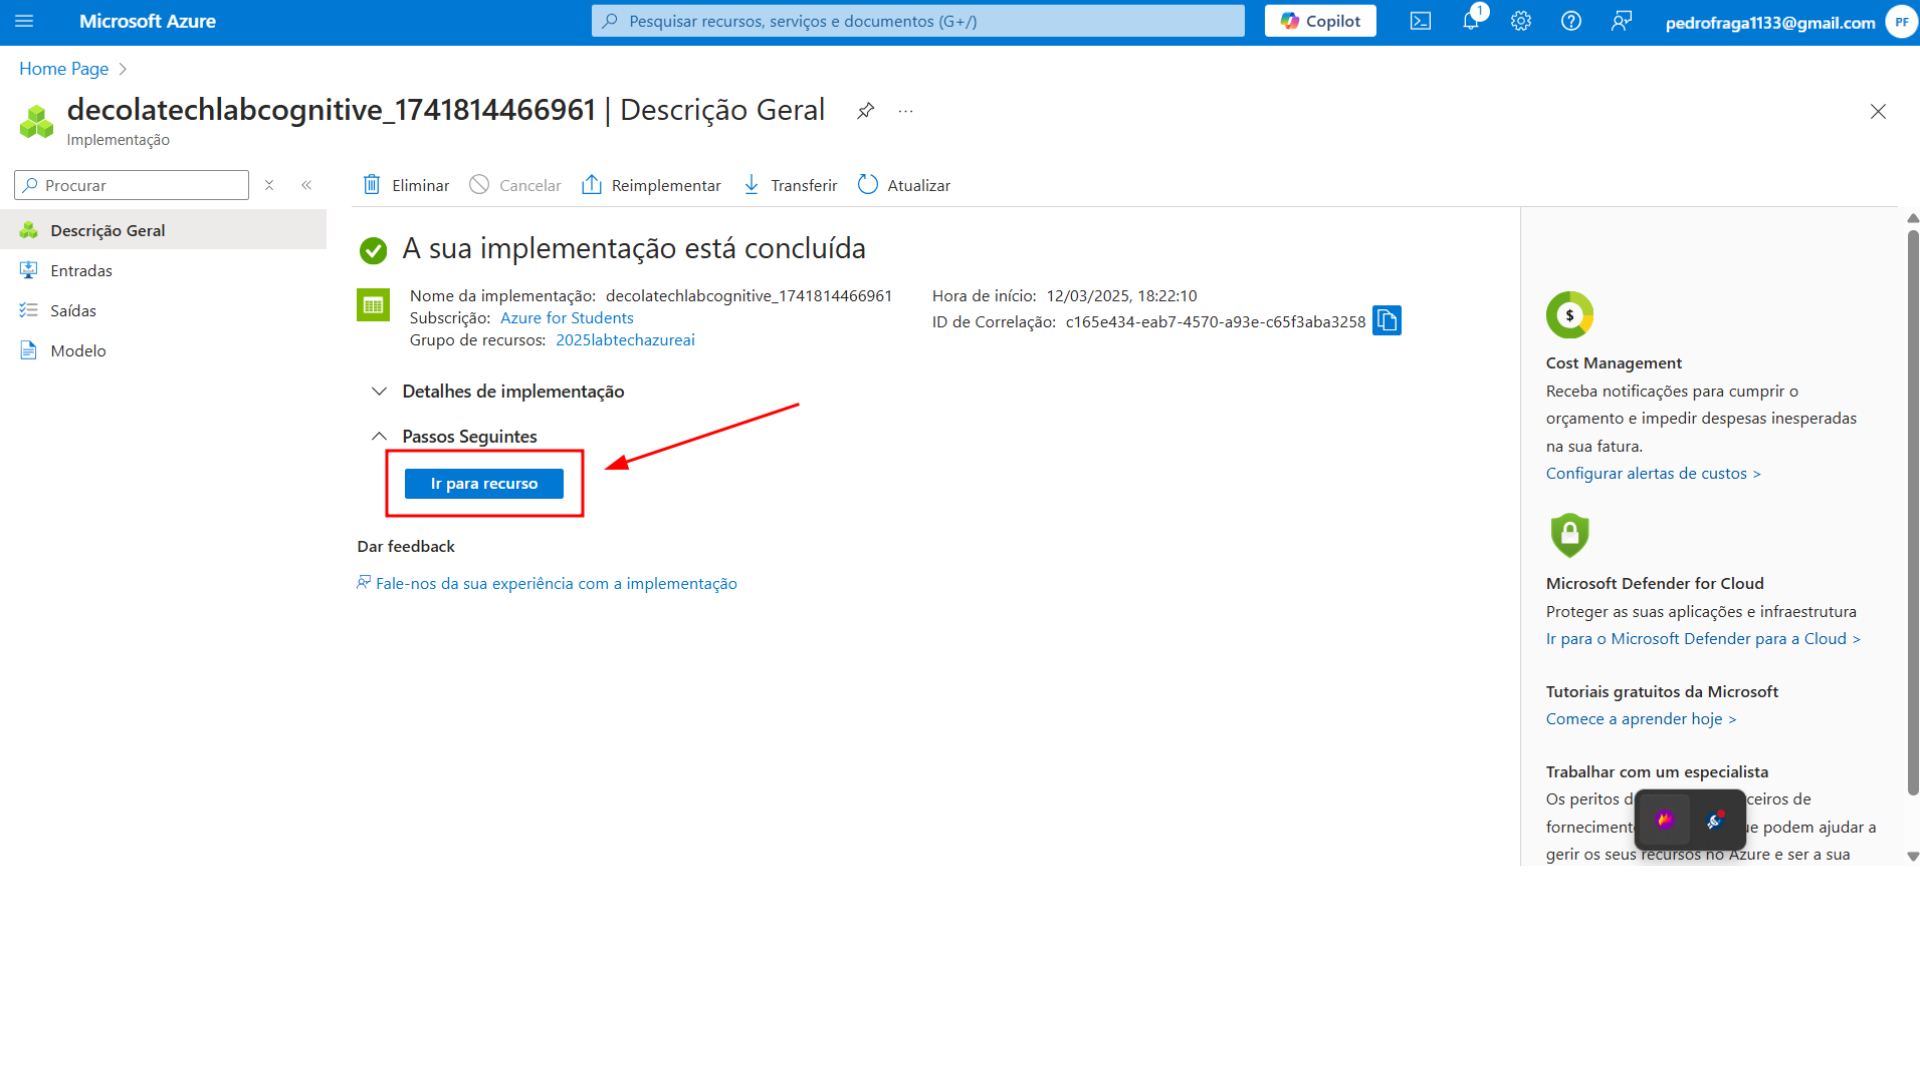 Microsoft Azure
Pesquisar recursos, serviços e documentos (G+/)
Copilot
1
pedrofraga1133@gmail.com
PF
Home Page
decolatechlabcognitive_1741814466961 | Descrição Geral
...
Implementação
Procurar
Eliminar
Cancelar
Reimplementar
Transferir
Atualizar
Descrição Geral
Entradas
Saídas
Modelo
A sua implementação está concluída
Nome da implementação: decolatechlabcognitive_1741814466961
Subscrição: Azure for Students
Grupo de recursos: 2025labtechazureai
Hora de início: 12/03/2025, 18:22:10
ID de Correlação: c165e434-eab7-4570-a93e-c65f3aba3258
Detalhes de implementação
Passos Seguintes
Ir para recurso
Dar feedback
Fale-nos da sua experiência com a implementação
$
Cost Management
Receba notificações para cumprir o
orçamento e impedir despesas inesperadas
na sua fatura.
Configurar alertas de custos >
Microsoft Defender for Cloud
Proteger as suas aplicações e infraestrutura
Ir para o Microsoft Defender para a Cloud >
Tutoriais gratuitos da Microsoft
Comece a aprender hoje >
Trabalhar com um especialista
Os peritos
podem ajudar a
gerir os seus recursos no Azure e ser a sua